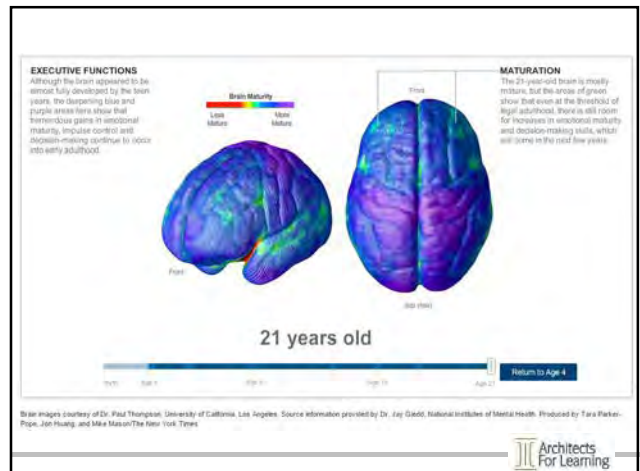 EXECUTIVE FUNCTIONS
Although the brain appeared to be
almost fully developed by the teen
years, the deepening blue and
purple areas here show that
tremendous gains in emotional
maturity, impulse control and
decision-making continue to occur
into early adulthood.
Brain Maturity
Less
Mature
More
Mature
Front
MATURATION
The 21-year-old brain is mostly
mature, but the areas of green
show that even at the threshold of
legal adulthood, there is still room
for increases in emotional maturity
and decision-making skills, which
will come in the next few years.
Front
(top view)
21 years old
Birth
Age 21
Return to Age 4
Brain images courtesy of Dr. Paul Thompson, University of California, Los Angeles. Source information provided by Dr. Jay Giedd, National Institutes of Mental Health. Produced by Tara Parker-
Pope, Jon Huang, and Mike Mason/The New York Times
Architects
For Learning